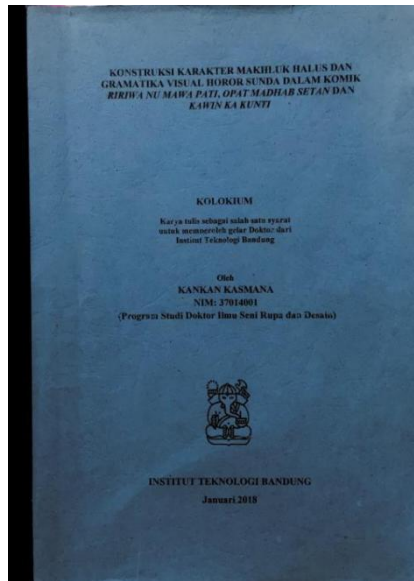 KONSTRUKSI KARAKTER MAKHLUK HALUS DAN
GRAMATIKA VISUAL HOROR SUNDA DALAM KOMIK
RIRIWA NU MAWA PATI, OPAT MADHAB SETAN DAN
KAWIN KA KUNTI
KOLOKIUM
Karya tulis sebagai salah satu syarat
untuk memperoleh gelar Doktor dari
Institut Teknologi Bandung
Oleh
KANKAN KASMANA
NIM: 37014001
(Program Studi Doktor Ilmu Seni Rupa dan Desain)
INSTITUT TEKNOLOGI BANDUNG
Januari 2018